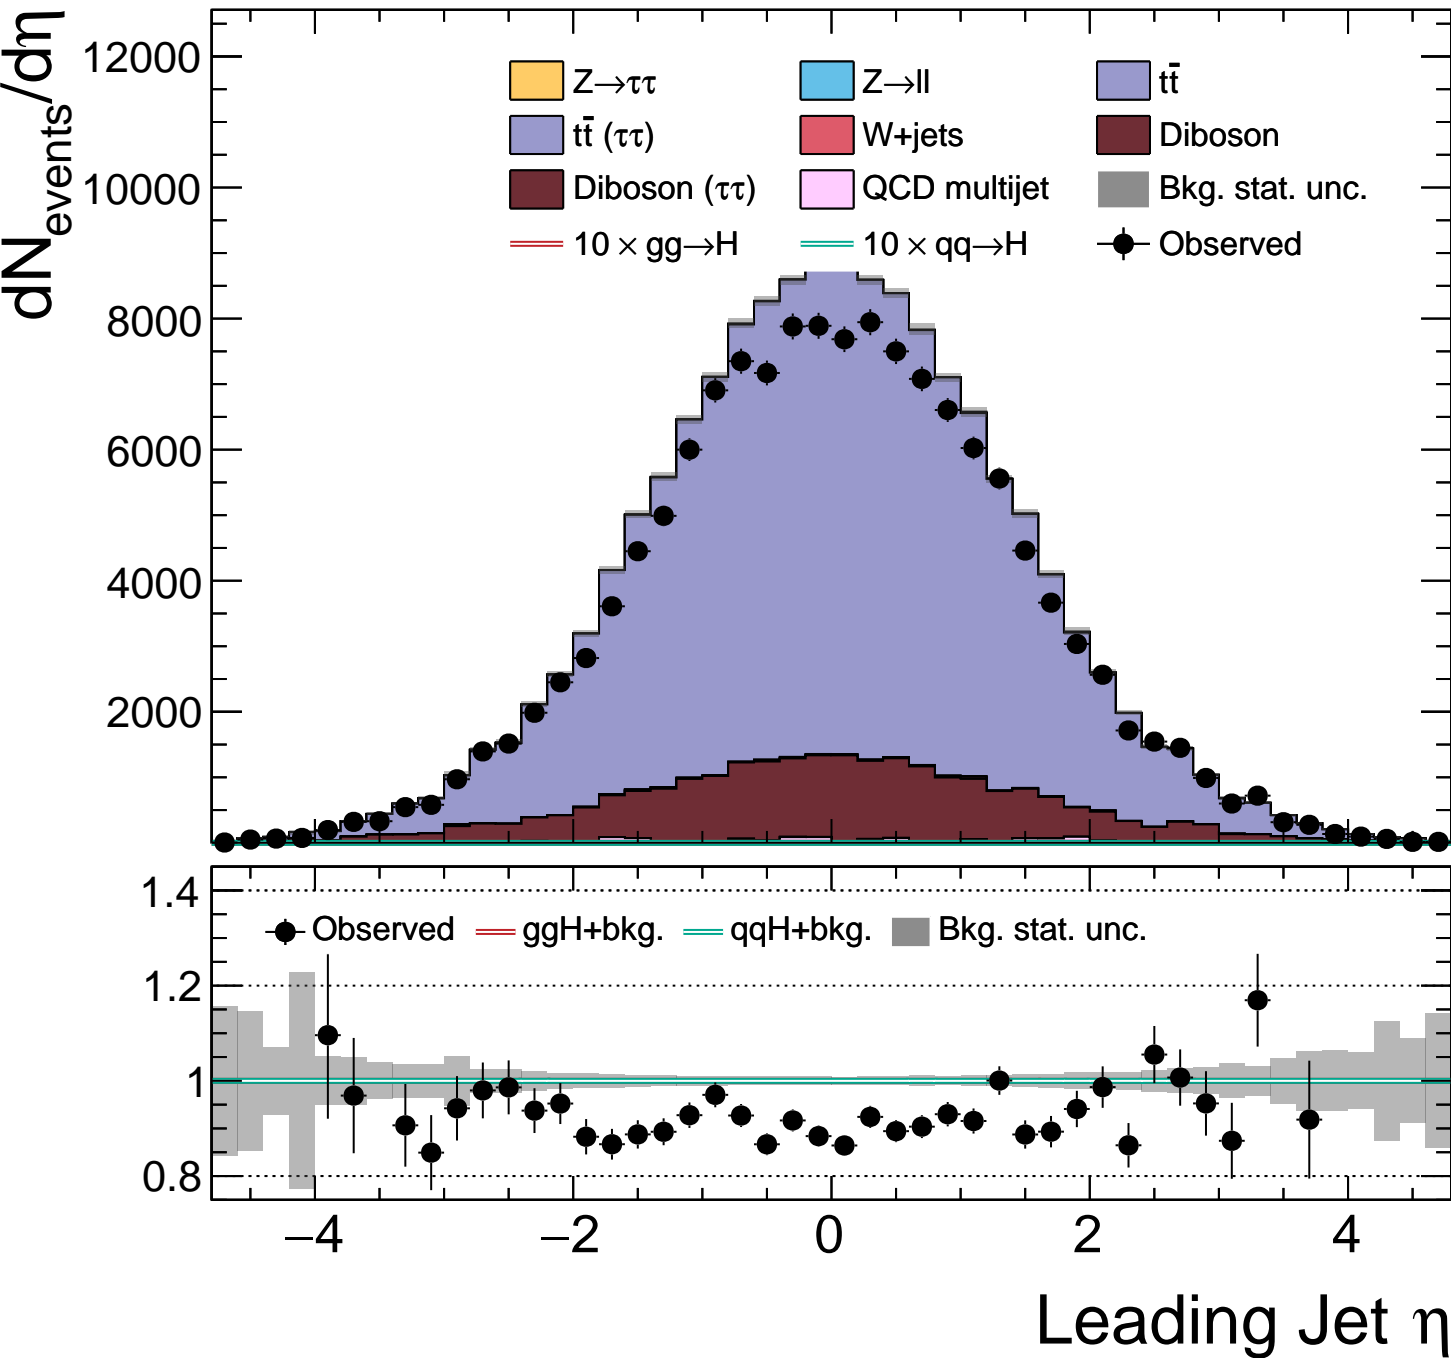 dN_events/dη
12000
10000
8000
6000
4000
2000
Z→ττ Z→ll tt̄
tt̄ (ττ) W+jets Diboson
Diboson (ττ) QCD multijet Bkg. stat. unc.
10 × gg→H 10 × qq→H Observed
1.4
1.2
1
0.8
Observed ggH+bkg. qqH+bkg. Bkg. stat. unc.
−4 −2 0 2 4
Leading Jet η